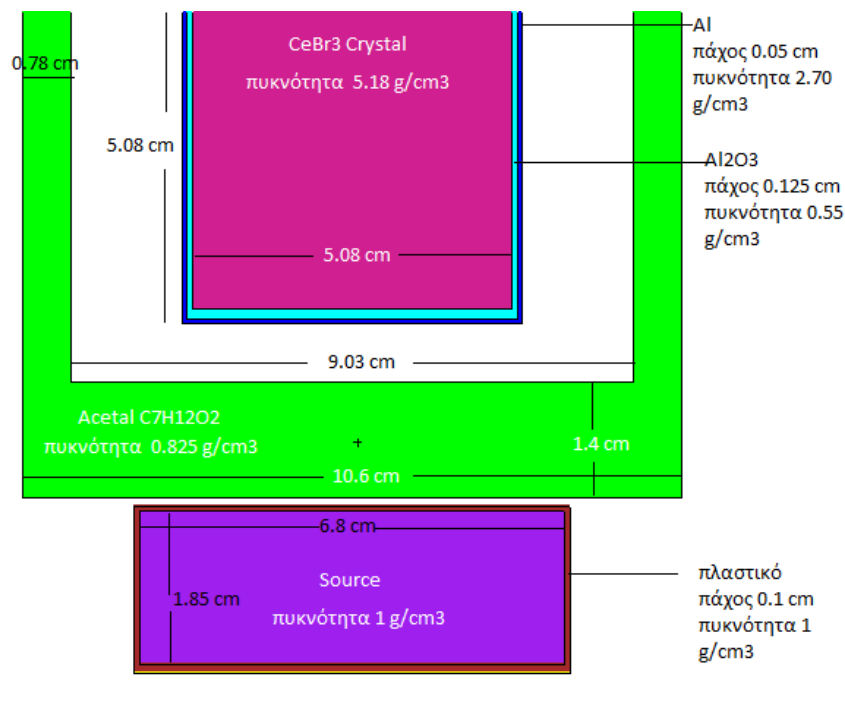 CeBr3 Crystal
πυκνότητα 5.18 g/cm3
Al
πάχος 0.05 cm
πυκνότητα 2.70
g/cm3
0.78 cm
5.08 cm
Al2O3
πάχος 0.125 cm
πυκνότητα 0.55
g/cm3
5.08 cm
9.03 cm
Acetal C7H12O2
πυκνότητα 0.825 g/cm3
1.4 cm
10.6 cm
6.8 cm
Source
1.85 cm
πυκνότητα 1 g/cm3
πλαστικό
πάχος 0.1 cm
πυκνότητα 1
g/cm3